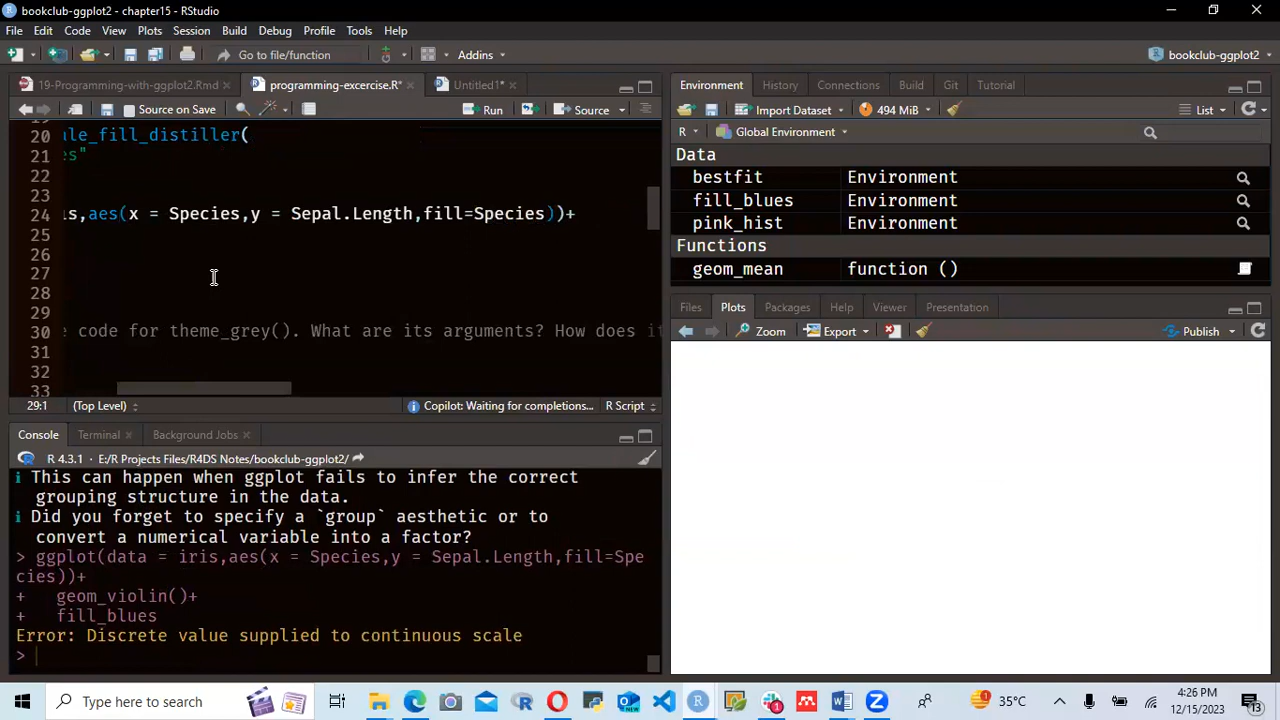 bookclub-ggplot2 - chapter15 - RStudio
File Edit Code View Plots Session Build Debug Profile Tools Help
Go to file/function Addins bookclub-ggplot2
19-Programming-with-ggplot2.Rmd programming-excercise.R* Untitled1*
Source on Save Run Source
20 ale_fill_distiller(
21 es"
22
23
24 is,aes(x = Species,y = Sepal.Length,fill=Species))+
25
26
27
28
29
30 e code for theme_grey(). What are its arguments? How does it
31
32
33
29:1 (Top Level) Copilot: Waiting for completions... R Script
Console Terminal Background Jobs
R 4.3.1 · E:/R Projects Files/R4DS Notes/bookclub-ggplot2/
i This can happen when ggplot fails to infer the correct
grouping structure in the data.
i Did you forget to specify a `group` aesthetic or to
convert a numerical variable into a factor?
> ggplot(data = iris,aes(x = Species,y = Sepal.Length,fill=Spe
cies))+
+ geom_violin()+
+ fill_blues
Error: Discrete value supplied to continuous scale
>
Environment History Connections Build Git Tutorial
Import Dataset 494 MiB List
R Global Environment
Data
bestfit Environment
fill_blues Environment
pink_hist Environment
Functions
geom_mean function ()
Files Plots Packages Help Viewer Presentation
Zoom Export Publish
Type here to search
1
35°C
4:26 PM
12/15/2023
13